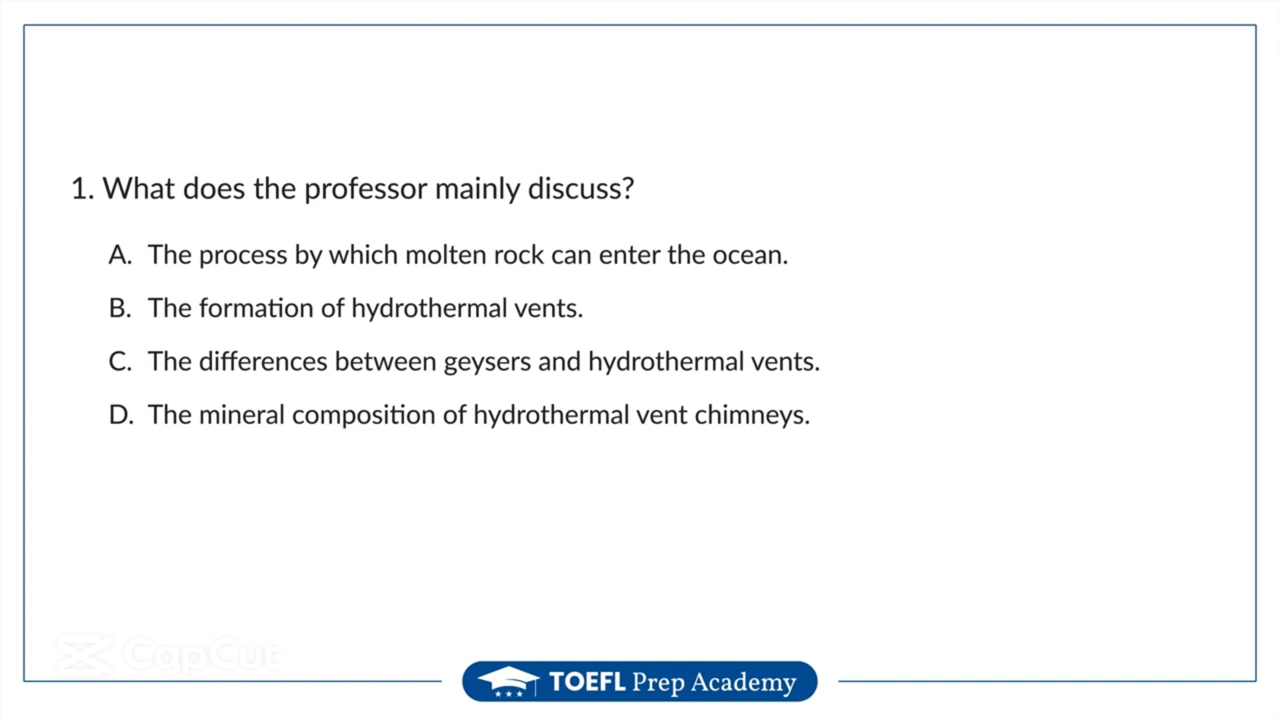 1. What does the professor mainly discuss?
A. The process by which molten rock can enter the ocean.
B. The formation of hydrothermal vents.
C. The differences between geysers and hydrothermal vents.
D. The mineral composition of hydrothermal vent chimneys.
CapCut
TOEFL Prep Academy